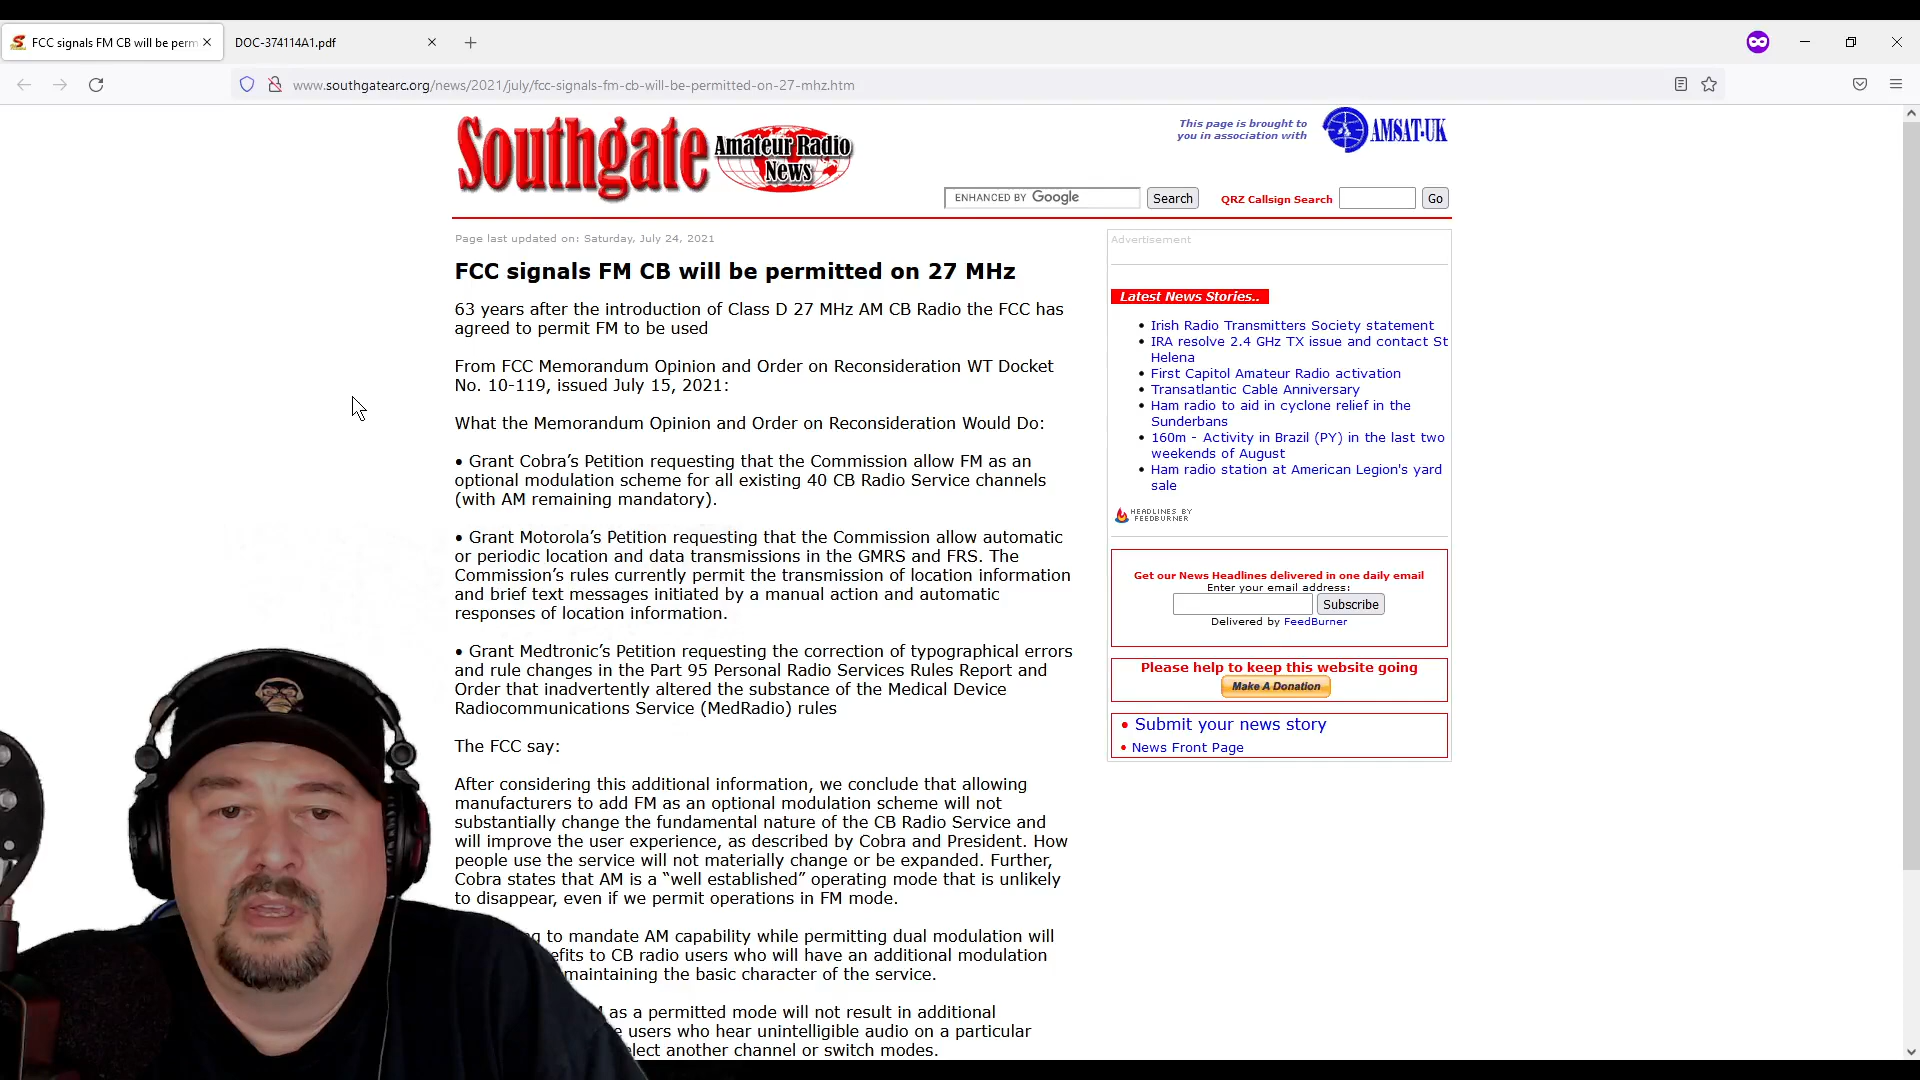 FCC signals FM CB will be perm
DOC-374114A1.pdf
www.southgatearc.org/news/2021/july/fcc-signals-fm-cb-will-be-permitted-on-27-mhz.htm
Southgate
Amateur Radio
News
This page is brought to
you in association with
AMSAT-UK
ENHANCED BY Google
Search
QRZ Callsign Search
Go
Page last updated on: Saturday, July 24, 2021
FCC signals FM CB will be permitted on 27 MHz
63 years after the introduction of Class D 27 MHz AM CB Radio the FCC has
agreed to permit FM to be used
From FCC Memorandum Opinion and Order on Reconsideration WT Docket
No. 10-119, issued July 15, 2021:
What the Memorandum Opinion and Order on Reconsideration Would Do:
• Grant Cobra’s Petition requesting that the Commission allow FM as an
optional modulation scheme for all existing 40 CB Radio Service channels
(with AM remaining mandatory).
• Grant Motorola’s Petition requesting that the Commission allow automatic
or periodic location and data transmissions in the GMRS and FRS. The
Commission’s rules currently permit the transmission of location information
and brief text messages initiated by a manual action and automatic
responses of location information.
• Grant Medtronic’s Petition requesting the correction of typographical errors
and rule changes in the Part 95 Personal Radio Services Rules Report and
Order that inadvertently altered the substance of the Medical Device
Radiocommunications Service (MedRadio) rules
The FCC say:
After considering this additional information, we conclude that allowing
manufacturers to add FM as an optional modulation scheme will not
substantially change the fundamental nature of the CB Radio Service and
will improve the user experience, as described by Cobra and President. How
people use the service will not materially change or be expanded. Further,
Cobra states that AM is a “well established” operating mode that is unlikely
to disappear, even if we permit operations in FM mode.
to mandate AM capability while permitting dual modulation will
to CB radio users who will have an additional modulation
maintaining the basic character of the service.
as a permitted mode will not result in additional
users who hear unintelligible audio on a particular
another channel or switch modes.
Advertisement
Latest News Stories..
• Irish Radio Transmitters Society statement
• IRA resolve 2.4 GHz TX issue and contact St
Helena
• First Capitol Amateur Radio activation
• Transatlantic Cable Anniversary
• Ham radio to aid in cyclone relief in the
Sunderbans
• 160m - Activity in Brazil (PY) in the last two
weekends of August
• Ham radio station at American Legion's yard
sale
HEADLINES BY
FEEDBURNER
Get our News Headlines delivered in one daily email
Enter your email address:
Subscribe
Delivered by FeedBurner
Please help to keep this website going
Make A Donation
• Submit your news story
• News Front Page